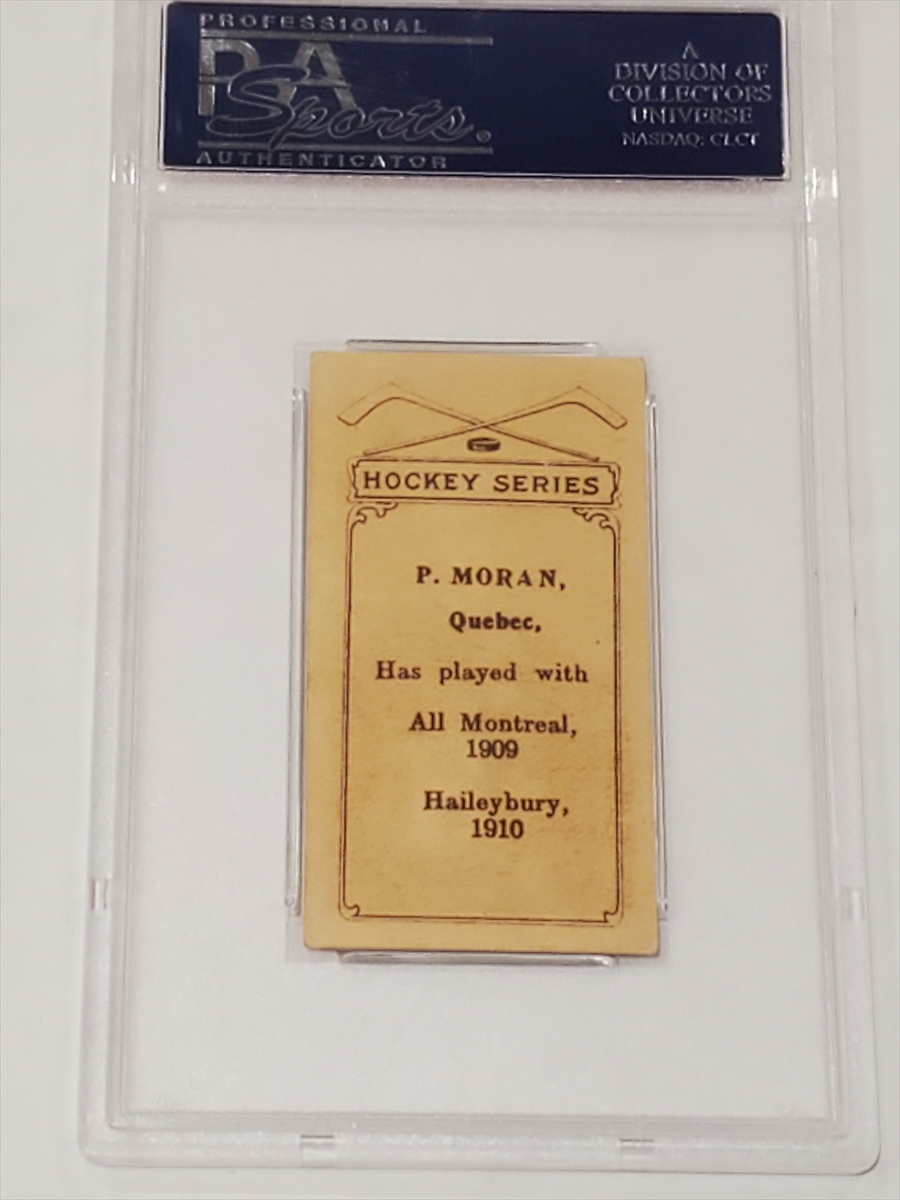 PROFESSIONAL
PSA
Sports
AUTHENTICATOR
A
DIVISION OF
COLLECTORS
UNIVERSE
NASDAQ: CLCT
HOCKEY SERIES
P. MORAN,
Quebec,
Has played with
All Montreal,
1909
Haileybury,
1910